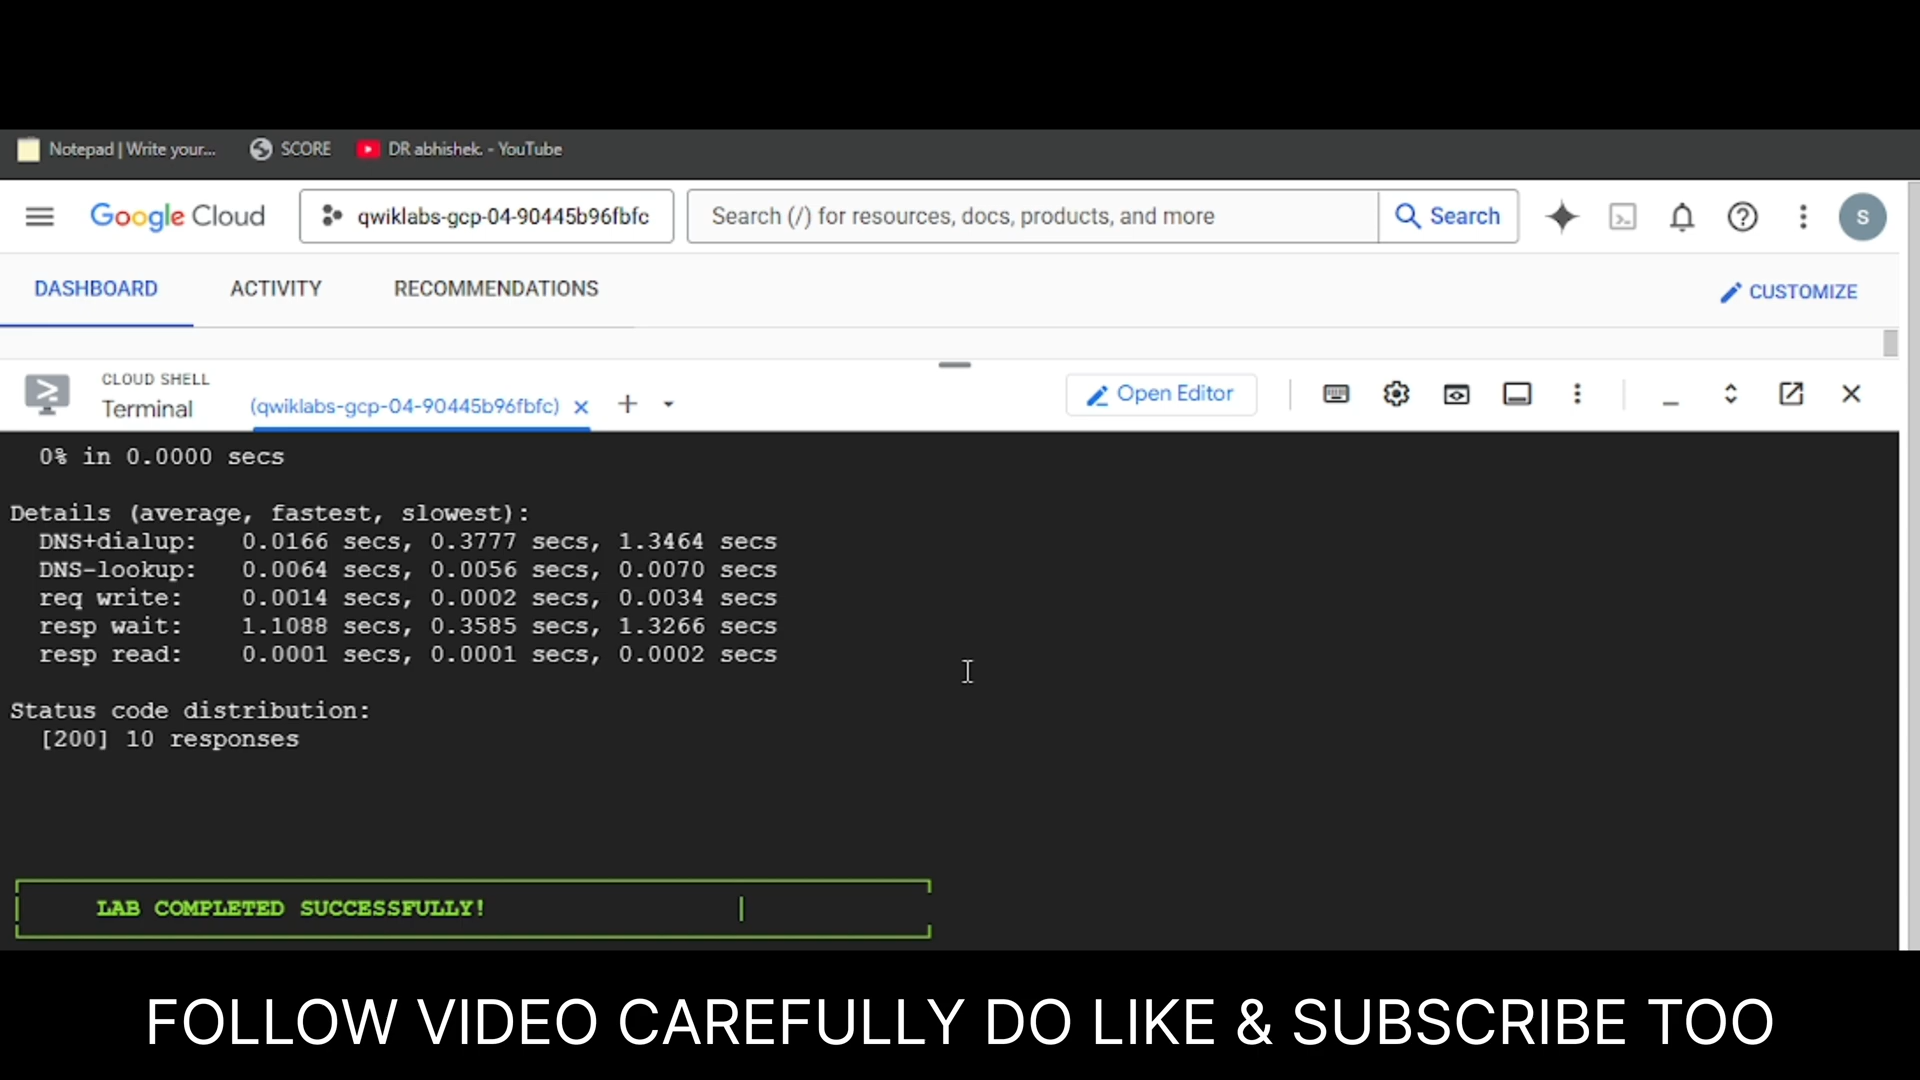 Notepad | Write your... SCORE DR abhishek. - YouTube
Google Cloud qwiklabs-gcp-04-90445b96fbfc Search (/) for resources, docs, products, and more Search S
DASHBOARD ACTIVITY RECOMMENDATIONS CUSTOMIZE
CLOUD SHELL
Terminal (qwiklabs-gcp-04-90445b96fbfc) Open Editor
0% in 0.0000 secs
Details (average, fastest, slowest):
DNS+dialup: 0.0166 secs, 0.3777 secs, 1.3464 secs
DNS-lookup: 0.0064 secs, 0.0056 secs, 0.0070 secs
req write: 0.0014 secs, 0.0002 secs, 0.0034 secs
resp wait: 1.1088 secs, 0.3585 secs, 1.3266 secs
resp read: 0.0001 secs, 0.0001 secs, 0.0002 secs
Status code distribution:
[200] 10 responses
LAB COMPLETED SUCCESSFULLY!
FOLLOW VIDEO CAREFULLY DO LIKE & SUBSCRIBE TOO